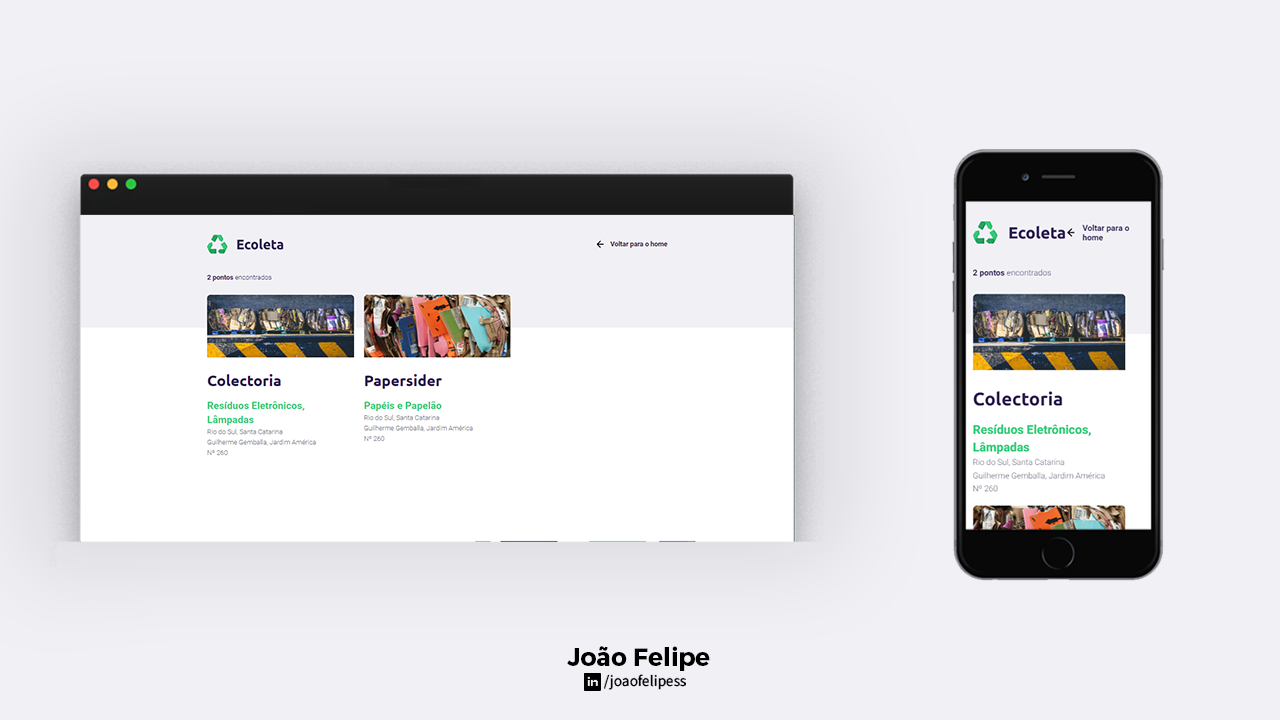 Ecoleta
Voltar para o home
2 pontos encontrados
Colectoria
Resíduos Eletrônicos,
Lâmpadas
Rio do Sul, Santa Catarina
Guilherme Gemballa, Jardim América
Nº 260
Papersider
Papéis e Papelão
Rio do Sul, Santa Catarina
Guilherme Gemballa, Jardim América
Nº 260
Ecoleta
Voltar para o
home
2 pontos encontrados
Colectoria
Resíduos Eletrônicos,
Lâmpadas
Rio do Sul, Santa Catarina
Guilherme Gemballa, Jardim América
Nº 260
João Felipe
in /joaofelipess